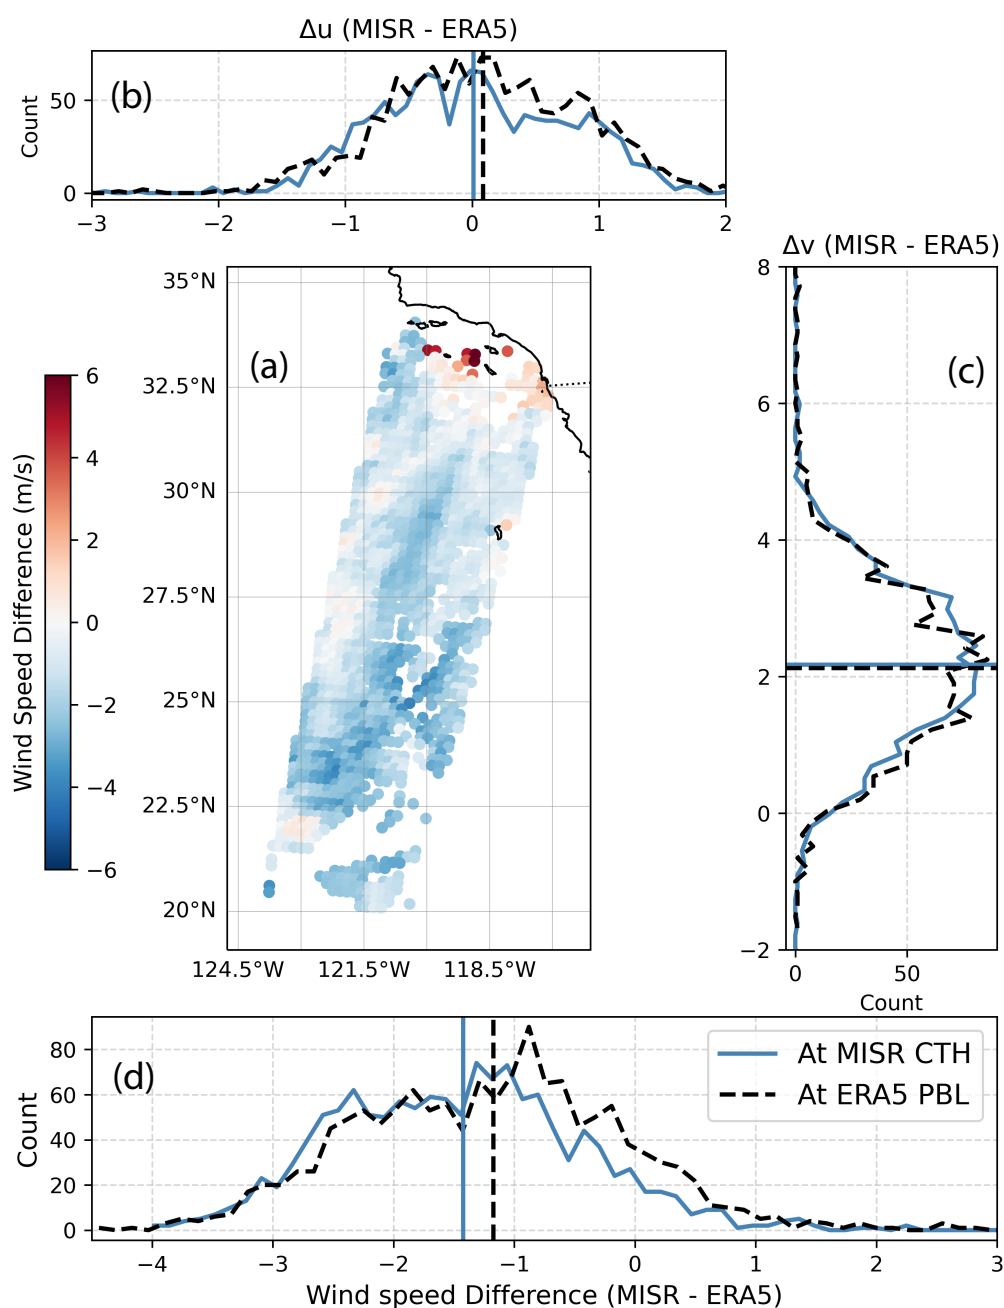 Δu (MISR - ERA5)
(b)
Count
50
0
−3
−2
−1
0
1
2
Δv (MISR - ERA5)
(c)
8
6
4
2
0
−2
0
50
Count
(a)
35°N
32.5°N
30°N
27.5°N
25°N
22.5°N
20°N
124.5°W
121.5°W
118.5°W
Wind Speed Difference (m/s)
6
4
2
0
−2
−4
−6
(d)
At MISR CTH
At ERA5 PBL
Count
80
60
40
20
0
−4
−3
−2
−1
0
1
2
3
Wind speed Difference (MISR - ERA5)